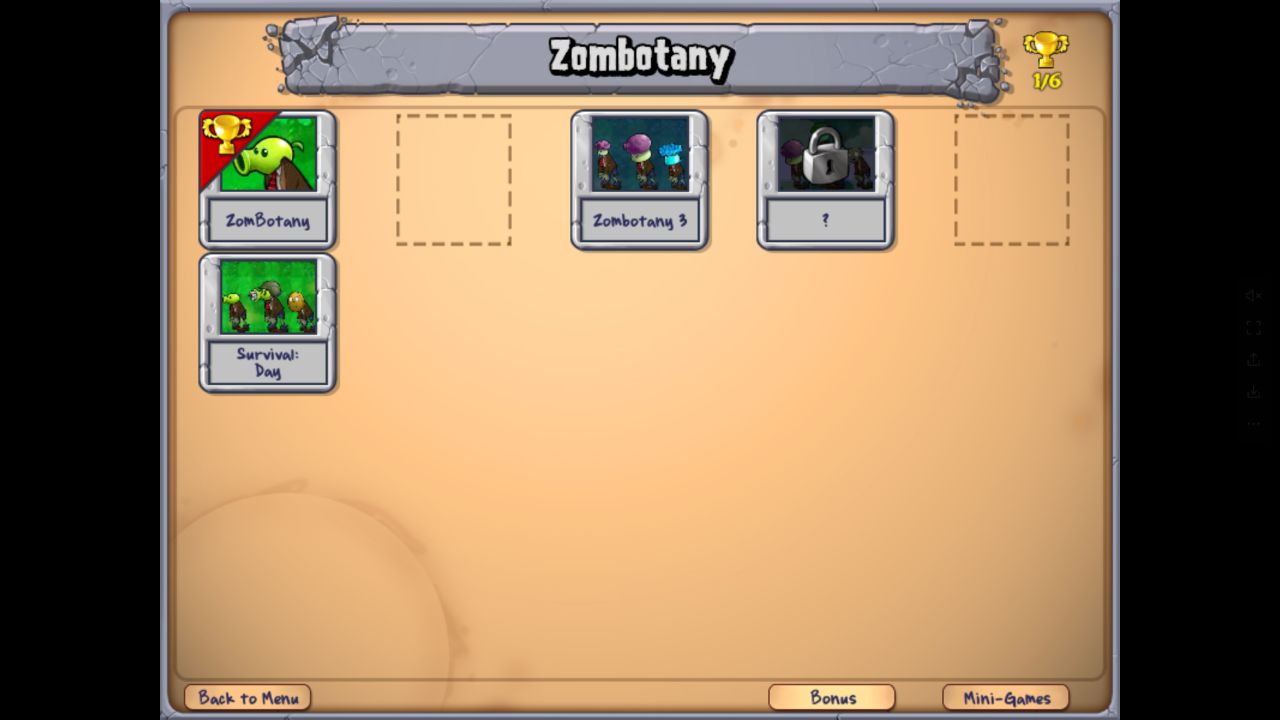 Zombotany
1/6
ZomBotany
Zombotany 3
?
Survival:
Day
Back to Menu
Bonus
Mini-Games